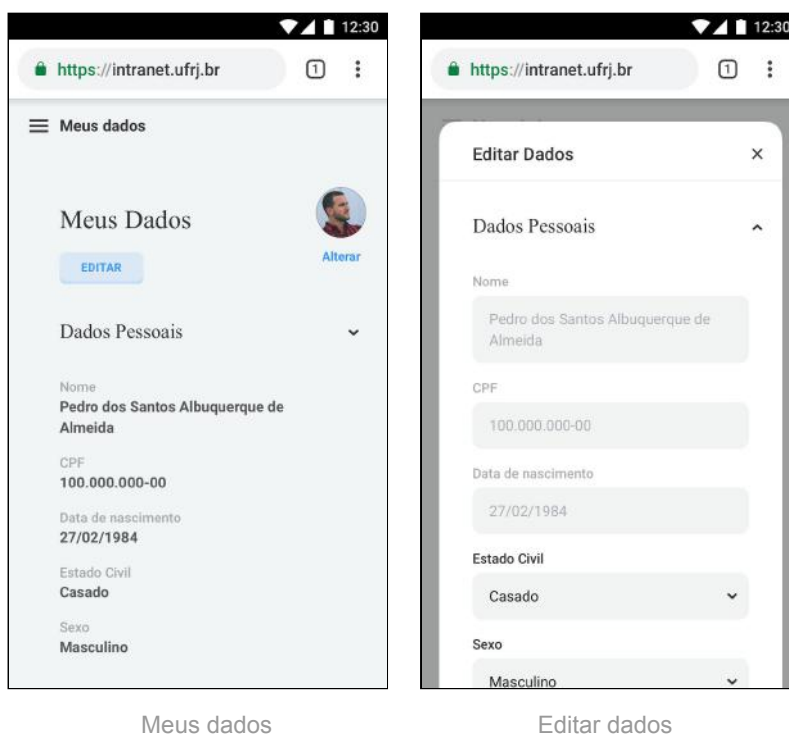 12:30
https://intranet.ufrj.br
1
Meus dados
Meus Dados
EDITAR
Alterar
Dados Pessoais
Nome
Pedro dos Santos Albuquerque de
Almeida
CPF
100.000.000-00
Data de nascimento
27/02/1984
Estado Civil
Casado
Sexo
Masculino
Meus dados
12:30
https://intranet.ufrj.br
1
Editar Dados
Dados Pessoais
Nome
Pedro dos Santos Albuquerque de
Almeida
CPF
100.000.000-00
Data de nascimento
27/02/1984
Estado Civil
Casado
Sexo
Masculino
Editar dados